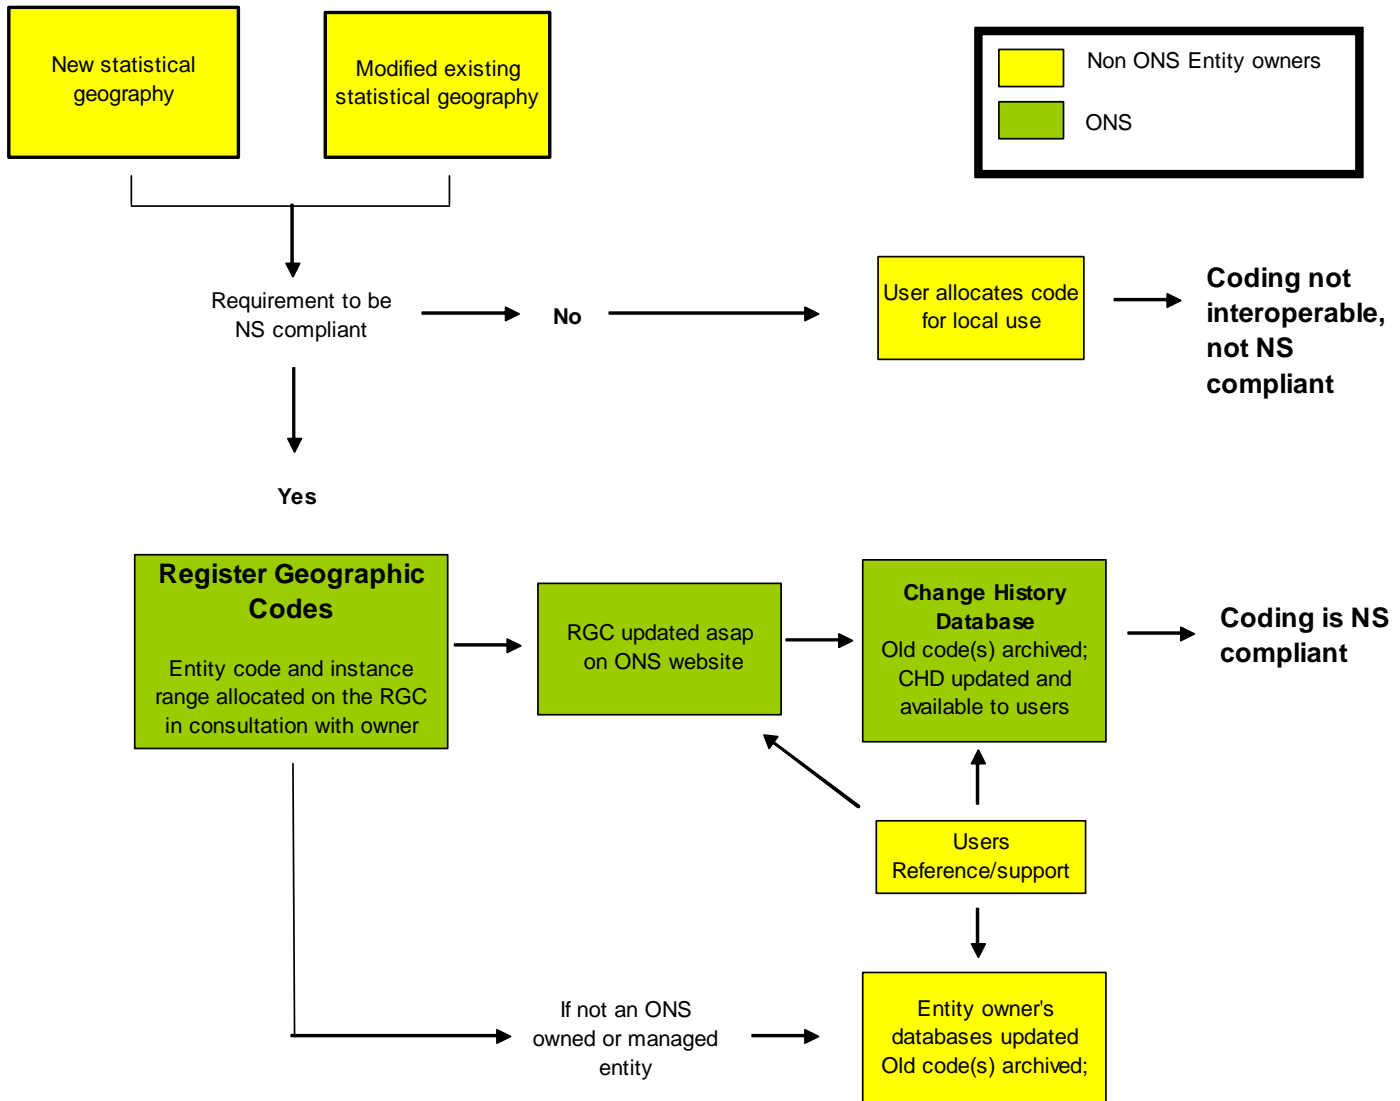 New statistical
geography
Modified existing
statistical geography
Non ONS Entity owners
ONS
Requirement to be
NS compliant
No
User allocates code
for local use
Coding not
interoperable,
not NS
compliant
Yes
Register Geographic
Codes
Entity code and instance
range allocated on the RGC
in consultation with owner
RGC updated asap
on ONS website
Change History
Database
Old code(s) archived;
CHD updated and
available to users
Coding is NS
compliant
Users
Reference/support
If not an ONS
owned or managed
entity
Entity owner's
databases updated
Old code(s) archived;